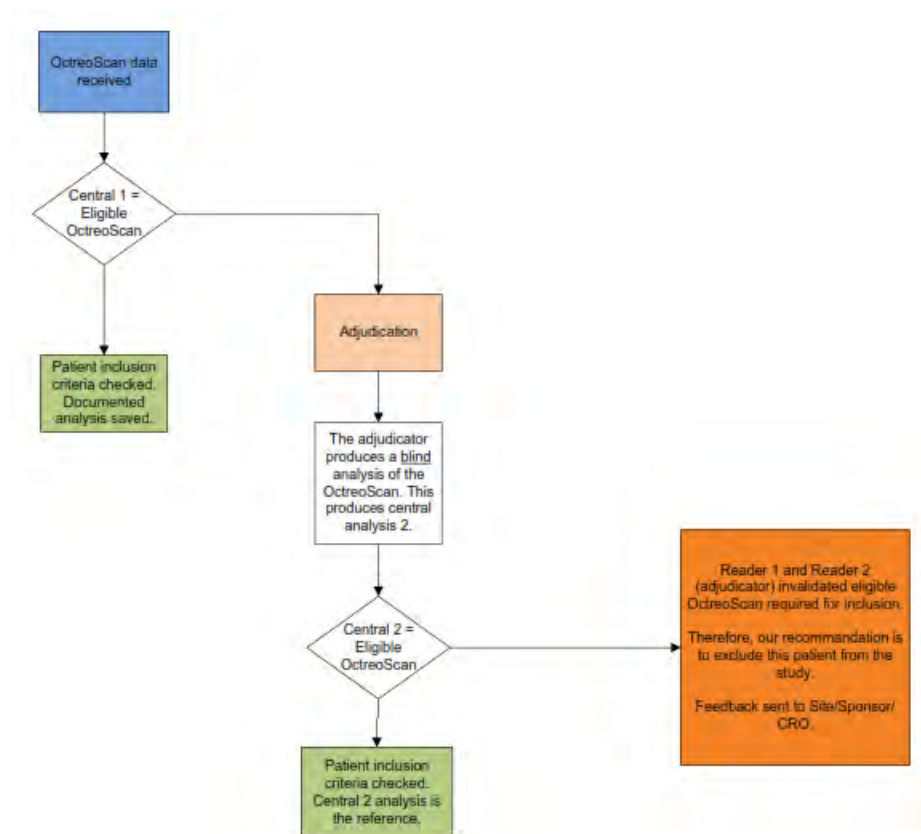 OctreoScan data
received
Central 1 =
Eligible
OctreoScan
Adjudication
Patient inclusion
criteria checked.
Documented
analysis saved.
The adjudicator
produces a blind
analysis of the
OctreoScan. This
produces central
analysis 2.
Reader 1 and Reader 2
(adjudicator) invalidated eligible
OctreoScan required for inclusion.
Therefore, our recommandation is
to exclude this patient from the
study.
Feedback sent to Site/Sponsor/
CRO.
Central 2 =
Eligible
OctreoScan
Patient inclusion
criteria checked.
Central 2 analysis is
the reference.